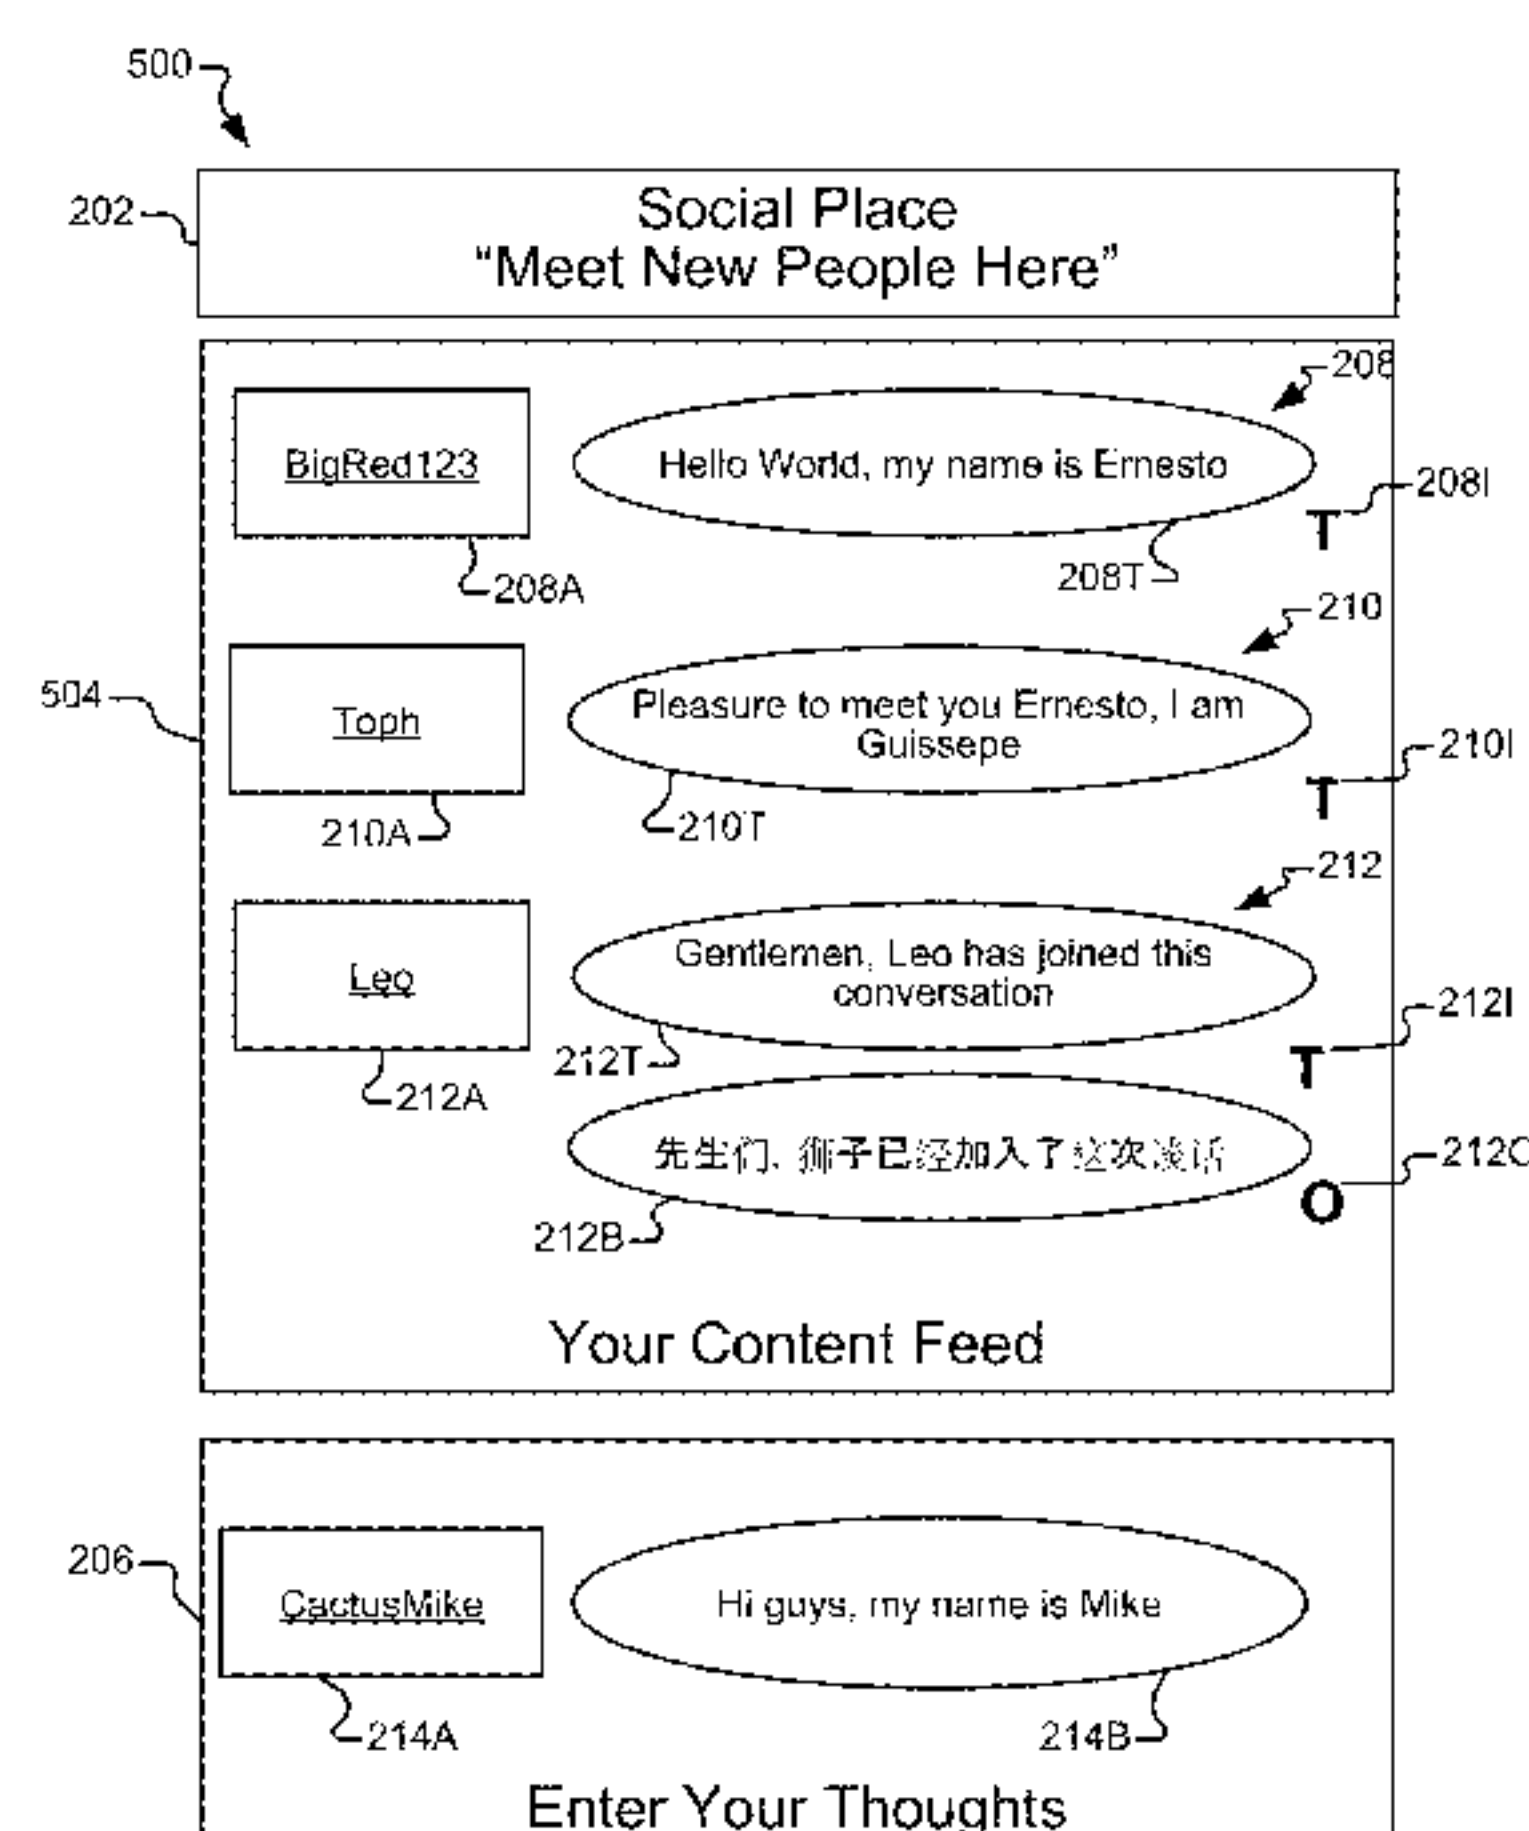 500
202
Social Place
“Meet New People Here”
208
BigRed123
Hello World, my name is Ernesto
208I
208A
208T
210
504
Toph
Pleasure to meet you Ernesto, I am
Guissepe
210I
T
210A
210T
T
212
Leo
Gentlemen, Leo has joined this
conversation
212I
212T
T
212A
先生们, 狮子已经加入了这次谈话
212O
O
212B
Your Content Feed
206
CactusMike
Hi guys, my name is Mike
214A
214B
Enter Your Thoughts